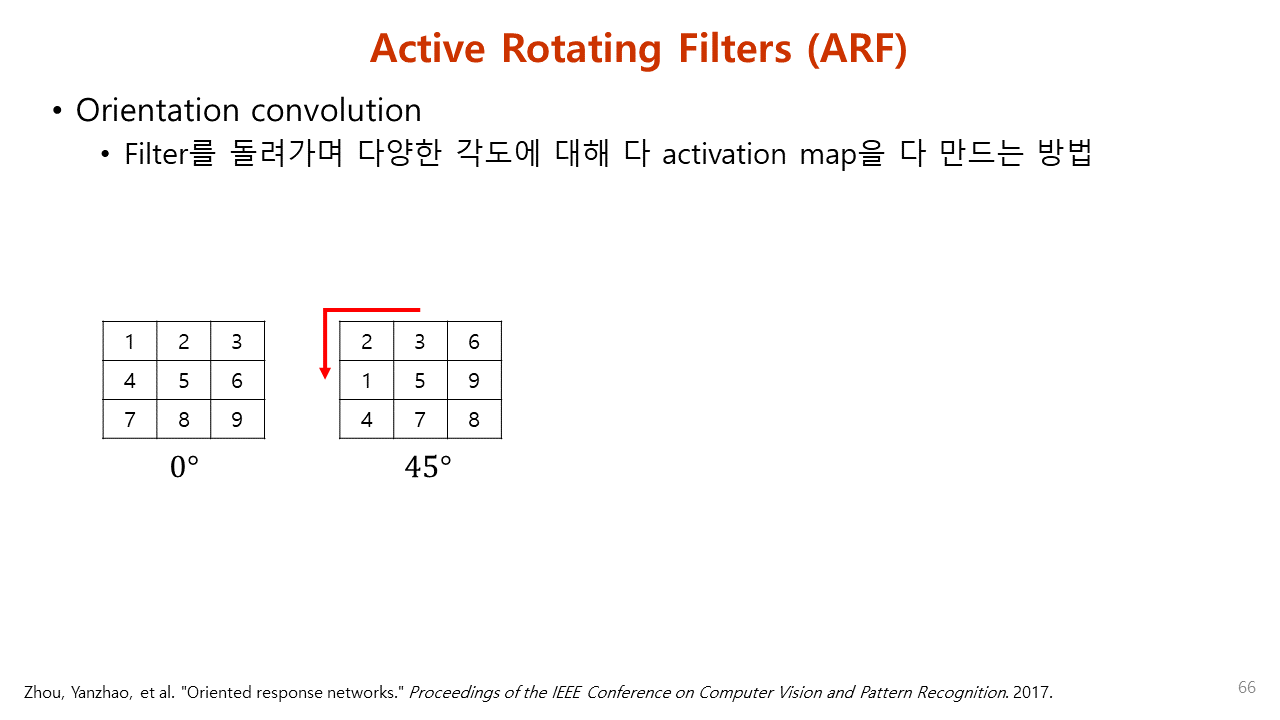 Active Rotating Filters (ARF)
• Orientation convolution
• Filter를 돌려가며 다양한 각도에 대해 다 activation map을 다 만드는 방법
1 2 3
4 5 6
7 8 9
0°
2 3 6
1 5 9
4 7 8
45°
Zhou, Yanzhao, et al. "Oriented response networks." Proceedings of the IEEE Conference on Computer Vision and Pattern Recognition. 2017.
66